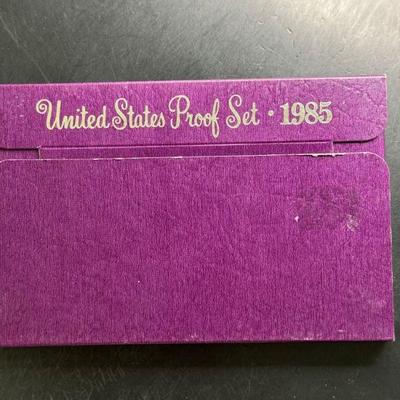 United States Proof Set · 1985